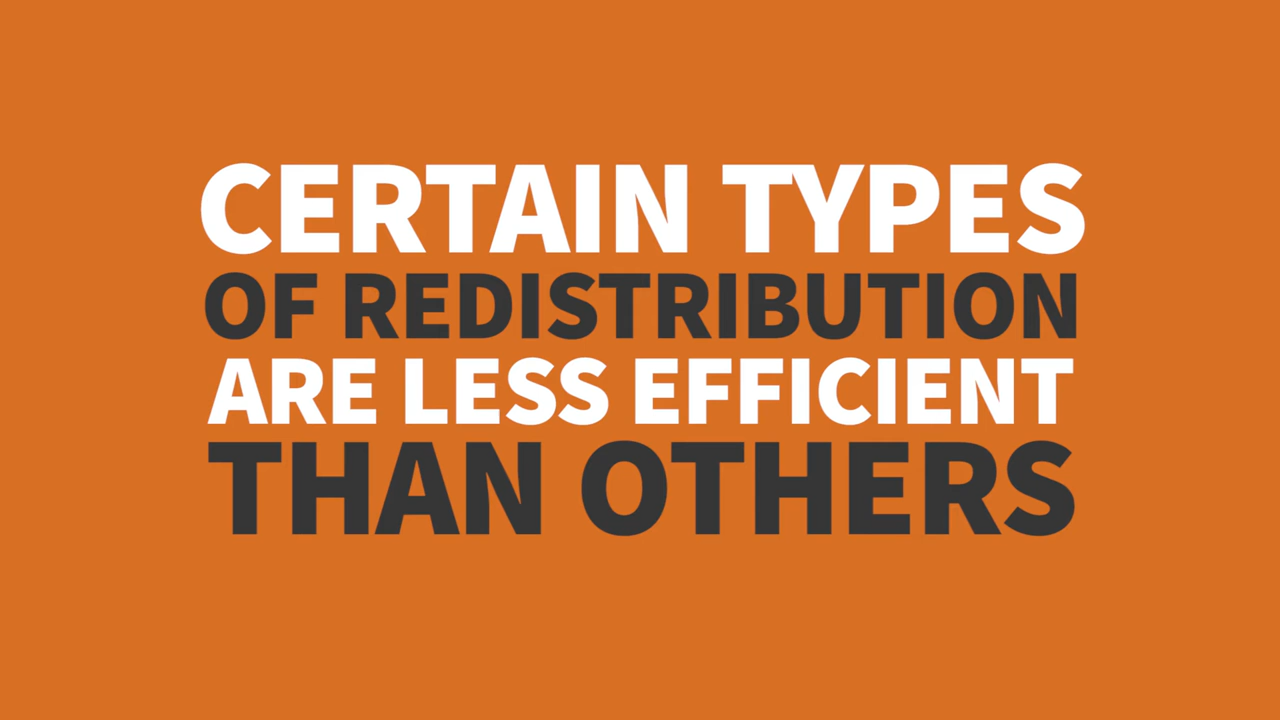 CERTAIN TYPES
OF REDISTRIBUTION
ARE LESS EFFICIENT
THAN OTHERS